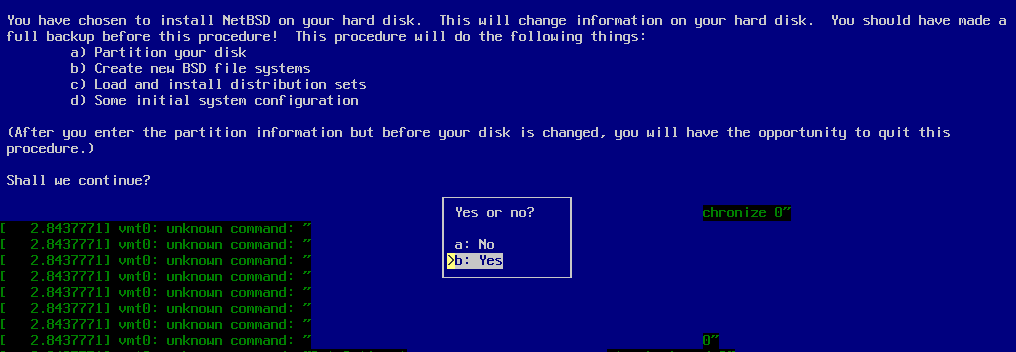 You have chosen to install NetBSD on your hard disk.  This will change information on your hard disk.  You should have made a
full backup before this procedure!  This procedure will do the following things:
a) Partition your disk
b) Create new BSD file systems
c) Load and install distribution sets
d) Some initial system configuration
(After you enter the partition information but before your disk is changed, you will have the opportunity to quit this
procedure.)
Shall we continue?
Yes or no?
chronize 0"
[   2.8437771] vmt0: unknown command: "
[   2.8437771] vmt0: unknown command: "
a: No
[   2.8437771] vmt0: unknown command: "
>b: Yes
[   2.8437771] vmt0: unknown command: "
[   2.8437771] vmt0: unknown command: "
[   2.8437771] vmt0: unknown command: "
[   2.8437771] vmt0: unknown command: "
[   2.8437771] vmt0: unknown command: "
0"